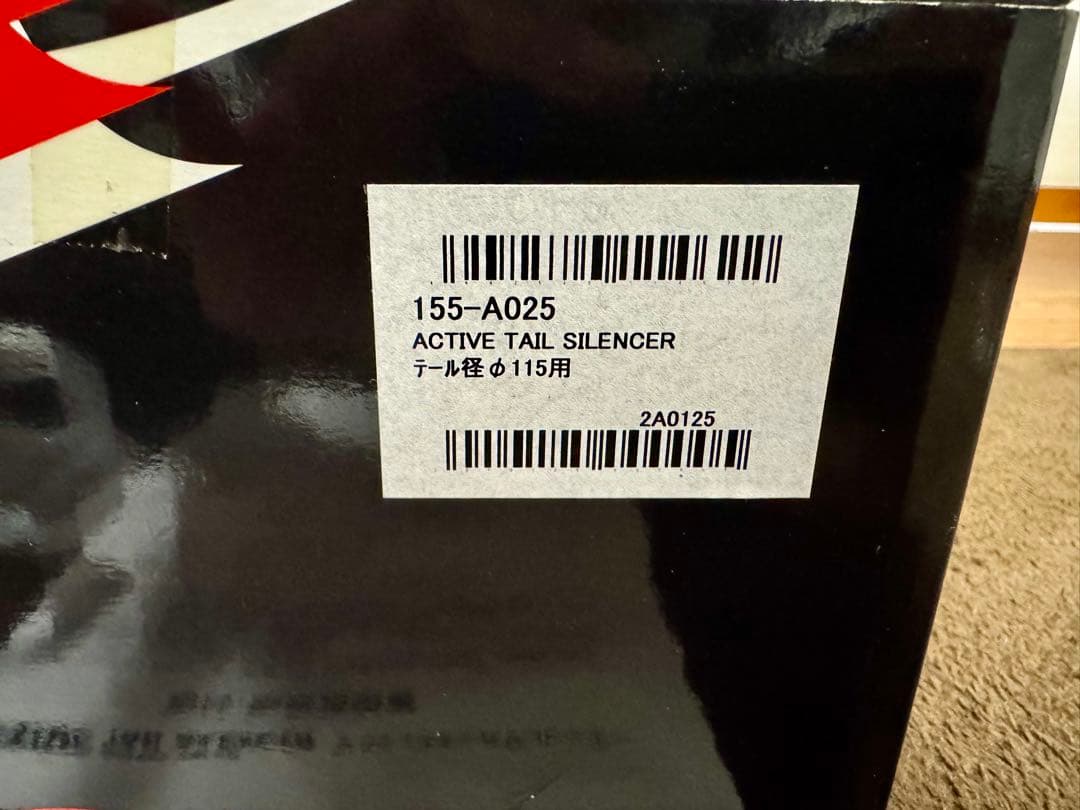 155-A025
ACTIVE TAIL SILENCER
ﾃｰﾙ径φ115用
2A0125